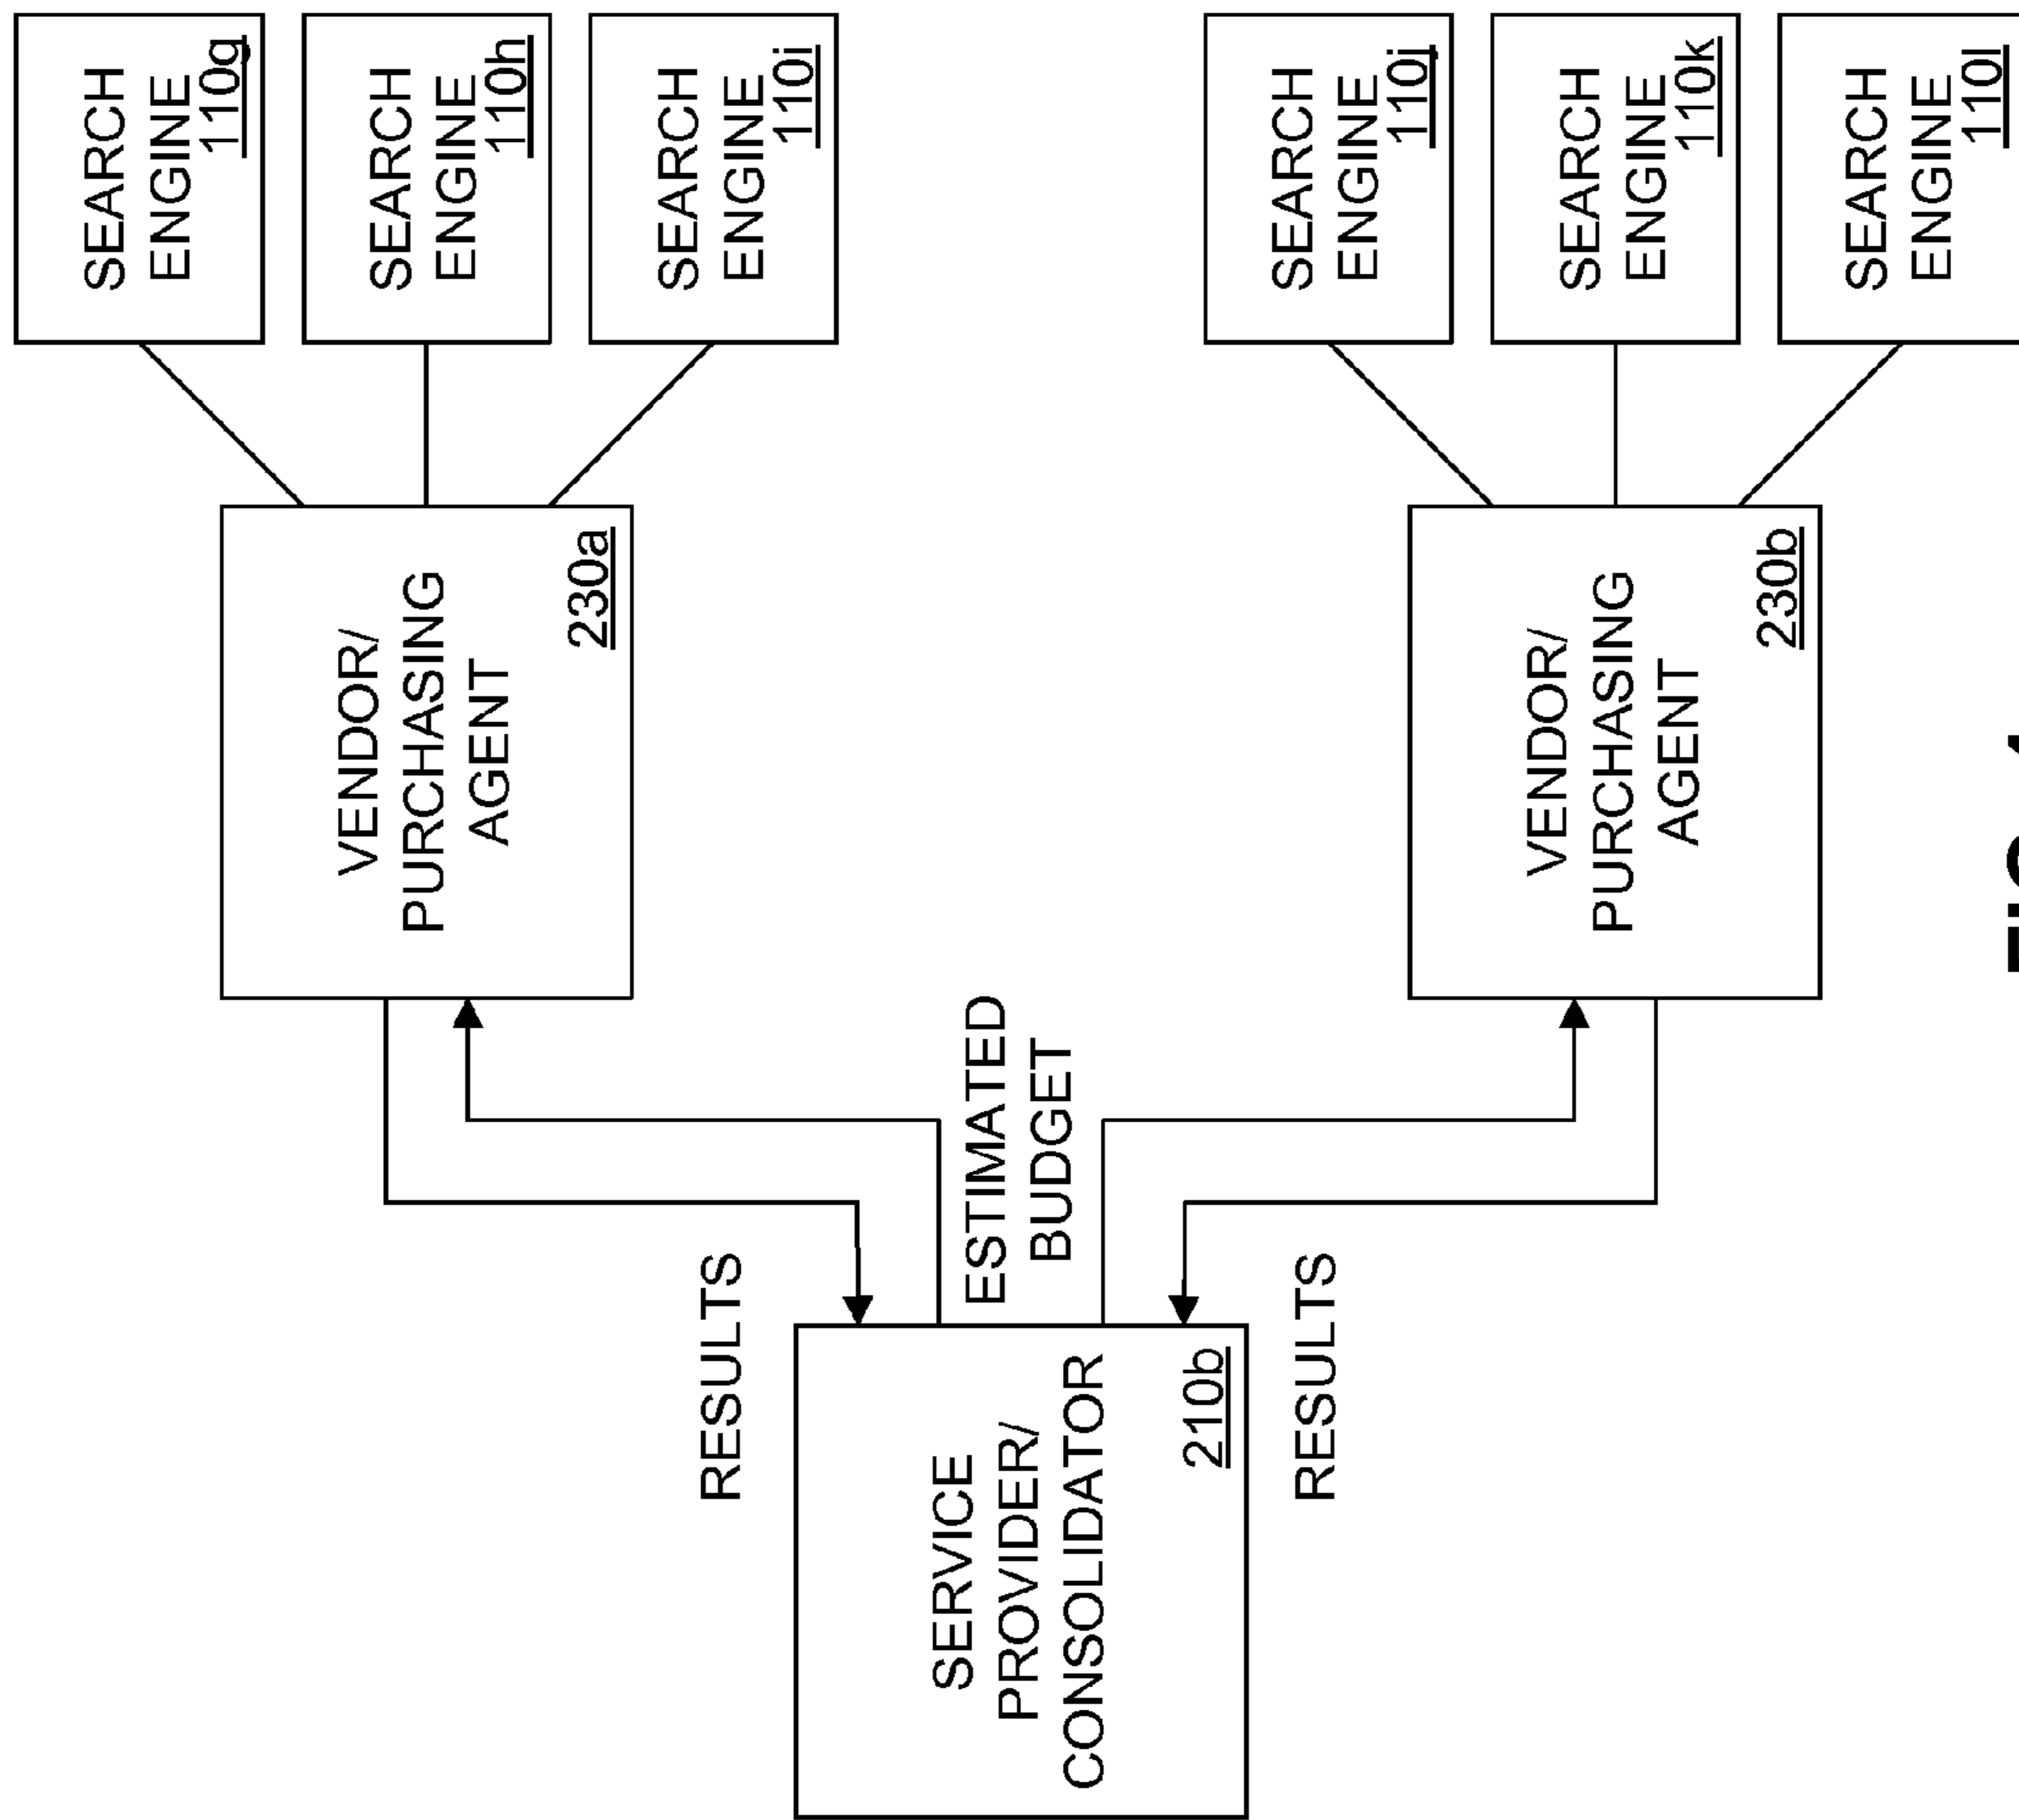 SEARCH
ENGINE
110g
SEARCH
ENGINE
110h
SEARCH
ENGINE
110i
VENDOR/
PURCHASING
AGENT
230a
RESULTS
ESTIMATED
BUDGET
SERVICE
PROVIDER/
CONSOLIDATOR
210b
RESULTS
VENDOR/
PURCHASING
AGENT
230b
SEARCH
ENGINE
110j
SEARCH
ENGINE
110k
SEARCH
ENGINE
110l